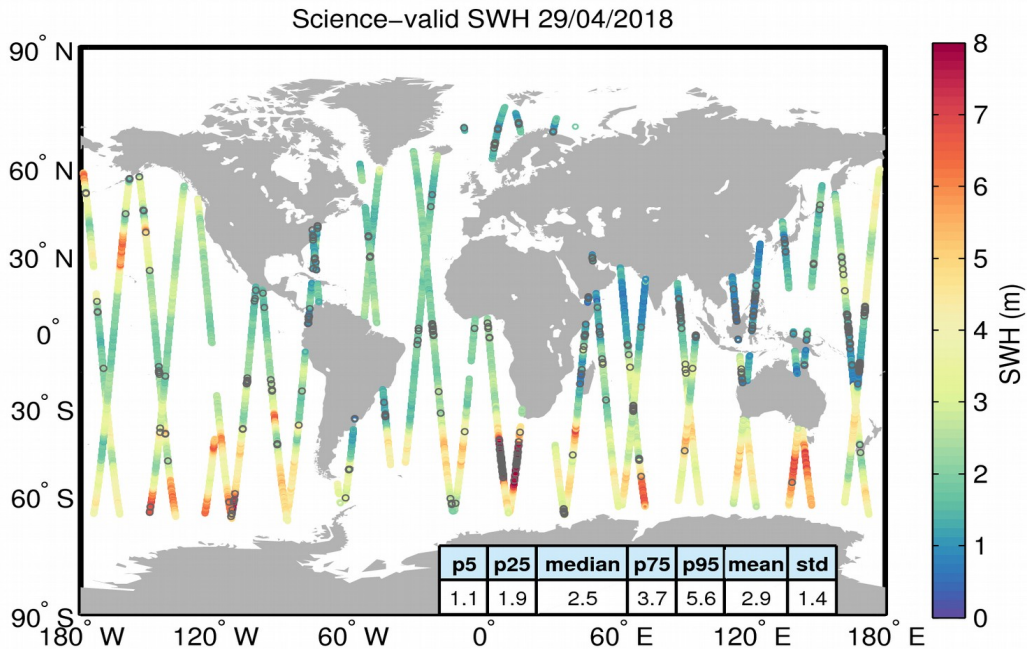 Science−valid SWH 29/04/2018
90° N
60° N
30° N
0°
30° S
60° S
90° S
180° W
120° W
60° W
0°
60° E
120° E
180° E
p5 p25 median p75 p95 mean std
1.1 1.9 2.5 3.7 5.6 2.9 1.4
8
7
6
5
4
3
2
1
0
SWH (m)